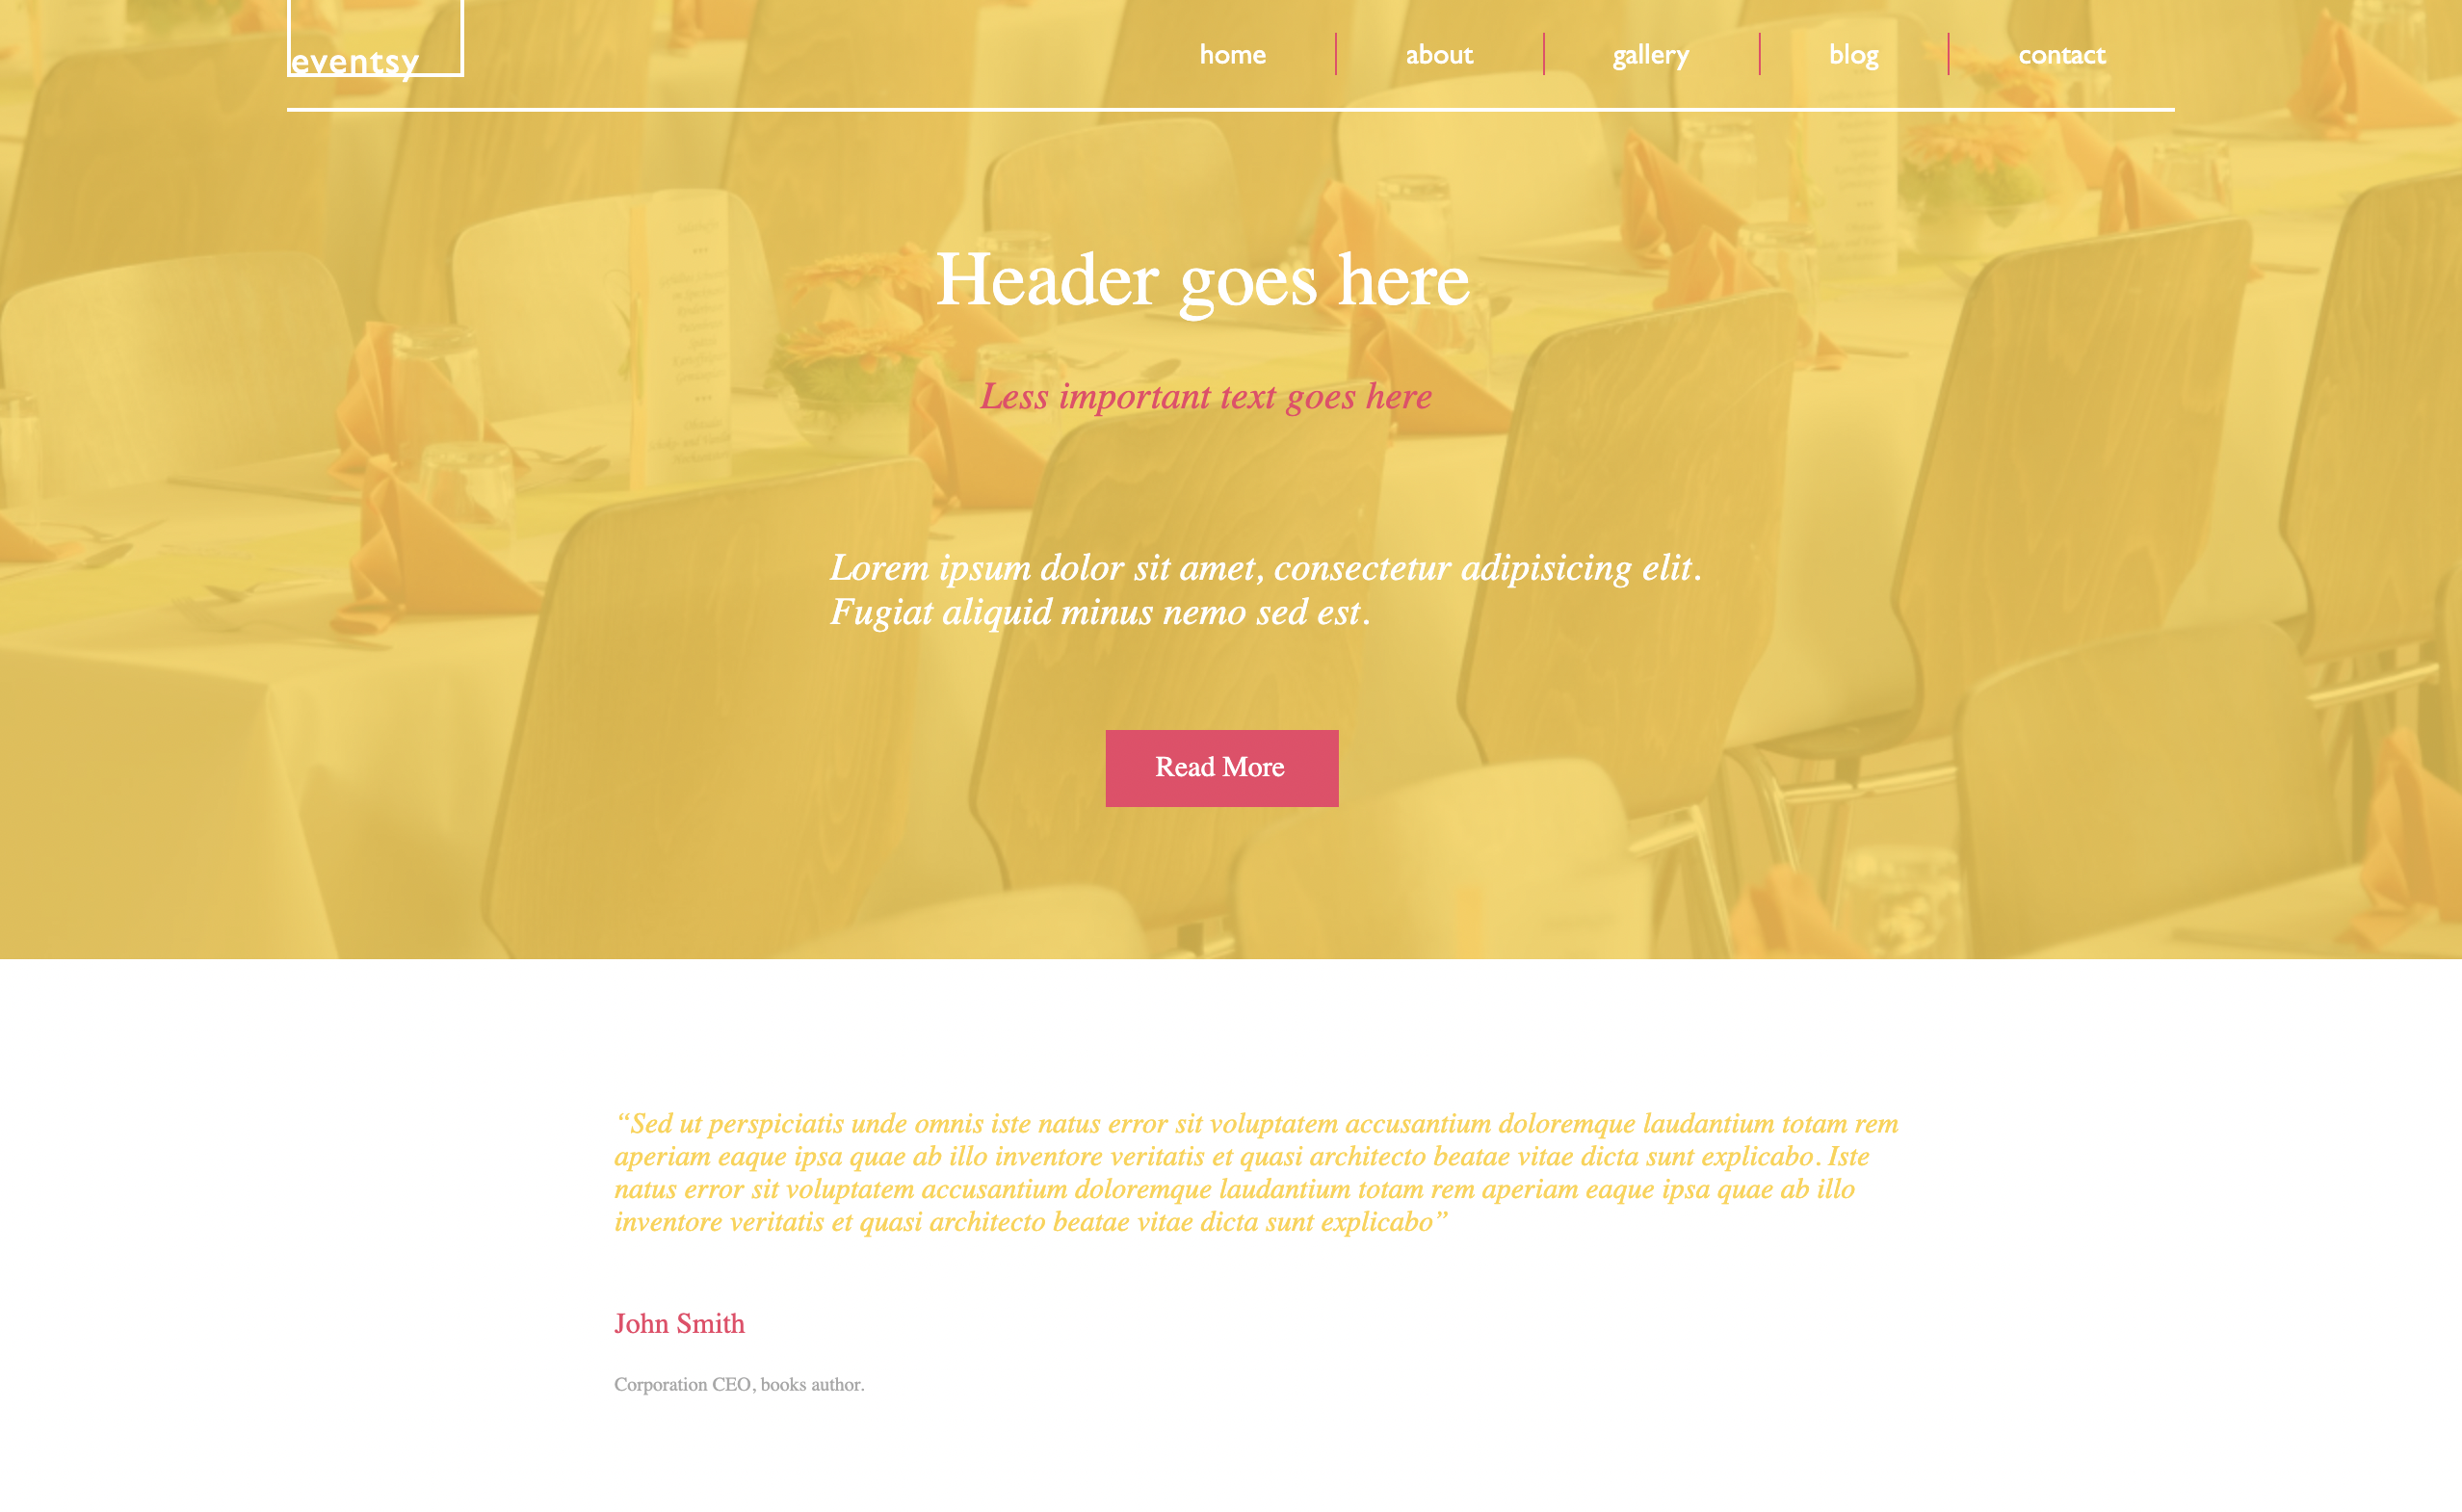 eventsy
home
about
gallery
blog
contact
Header goes here
Less important text goes here
Lorem ipsum dolor sit amet, consectetur adipisicing elit.
Fugiat aliquid minus nemo sed est.
Read More
“Sed ut perspiciatis unde omnis iste natus error sit voluptatem accusantium doloremque laudantium totam rem
aperiam eaque ipsa quae ab illo inventore veritatis et quasi architecto beatae vitae dicta sunt explicabo. Iste
natus error sit voluptatem accusantium doloremque laudantium totam rem aperiam eaque ipsa quae ab illo
inventore veritatis et quasi architecto beatae vitae dicta sunt explicabo”
John Smith
Corporation CEO, books author.